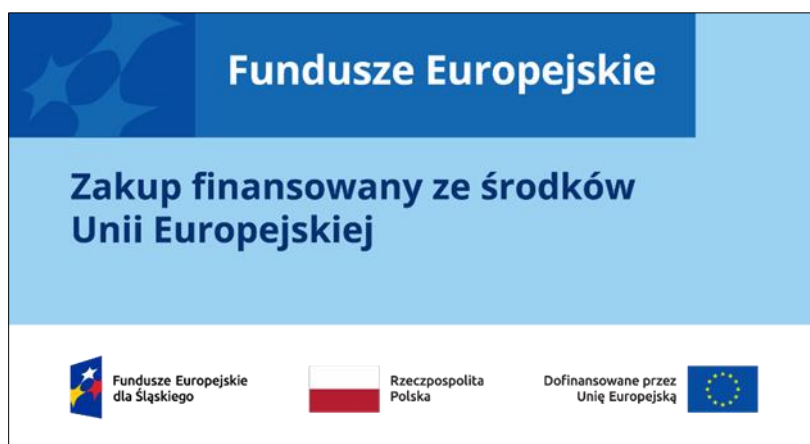 Fundusze Europejskie
Zakup finansowany ze środków
Unii Europejskiej
Fundusze Europejskie
dla Śląskiego
Rzeczpospolita
Polska
Dofinansowane przez
Unię Europejską